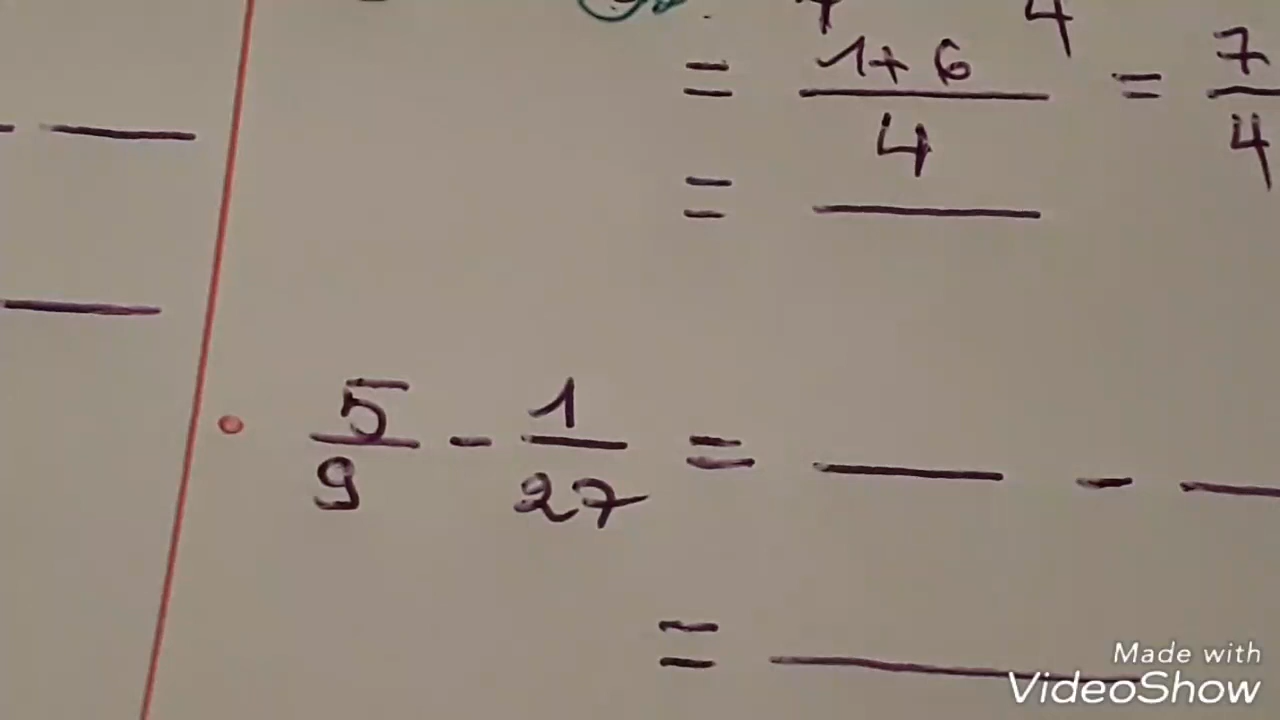 = 1+6/4 = 7/4
=
5/9 - 1/27 = -
=
Made with
VideoShow